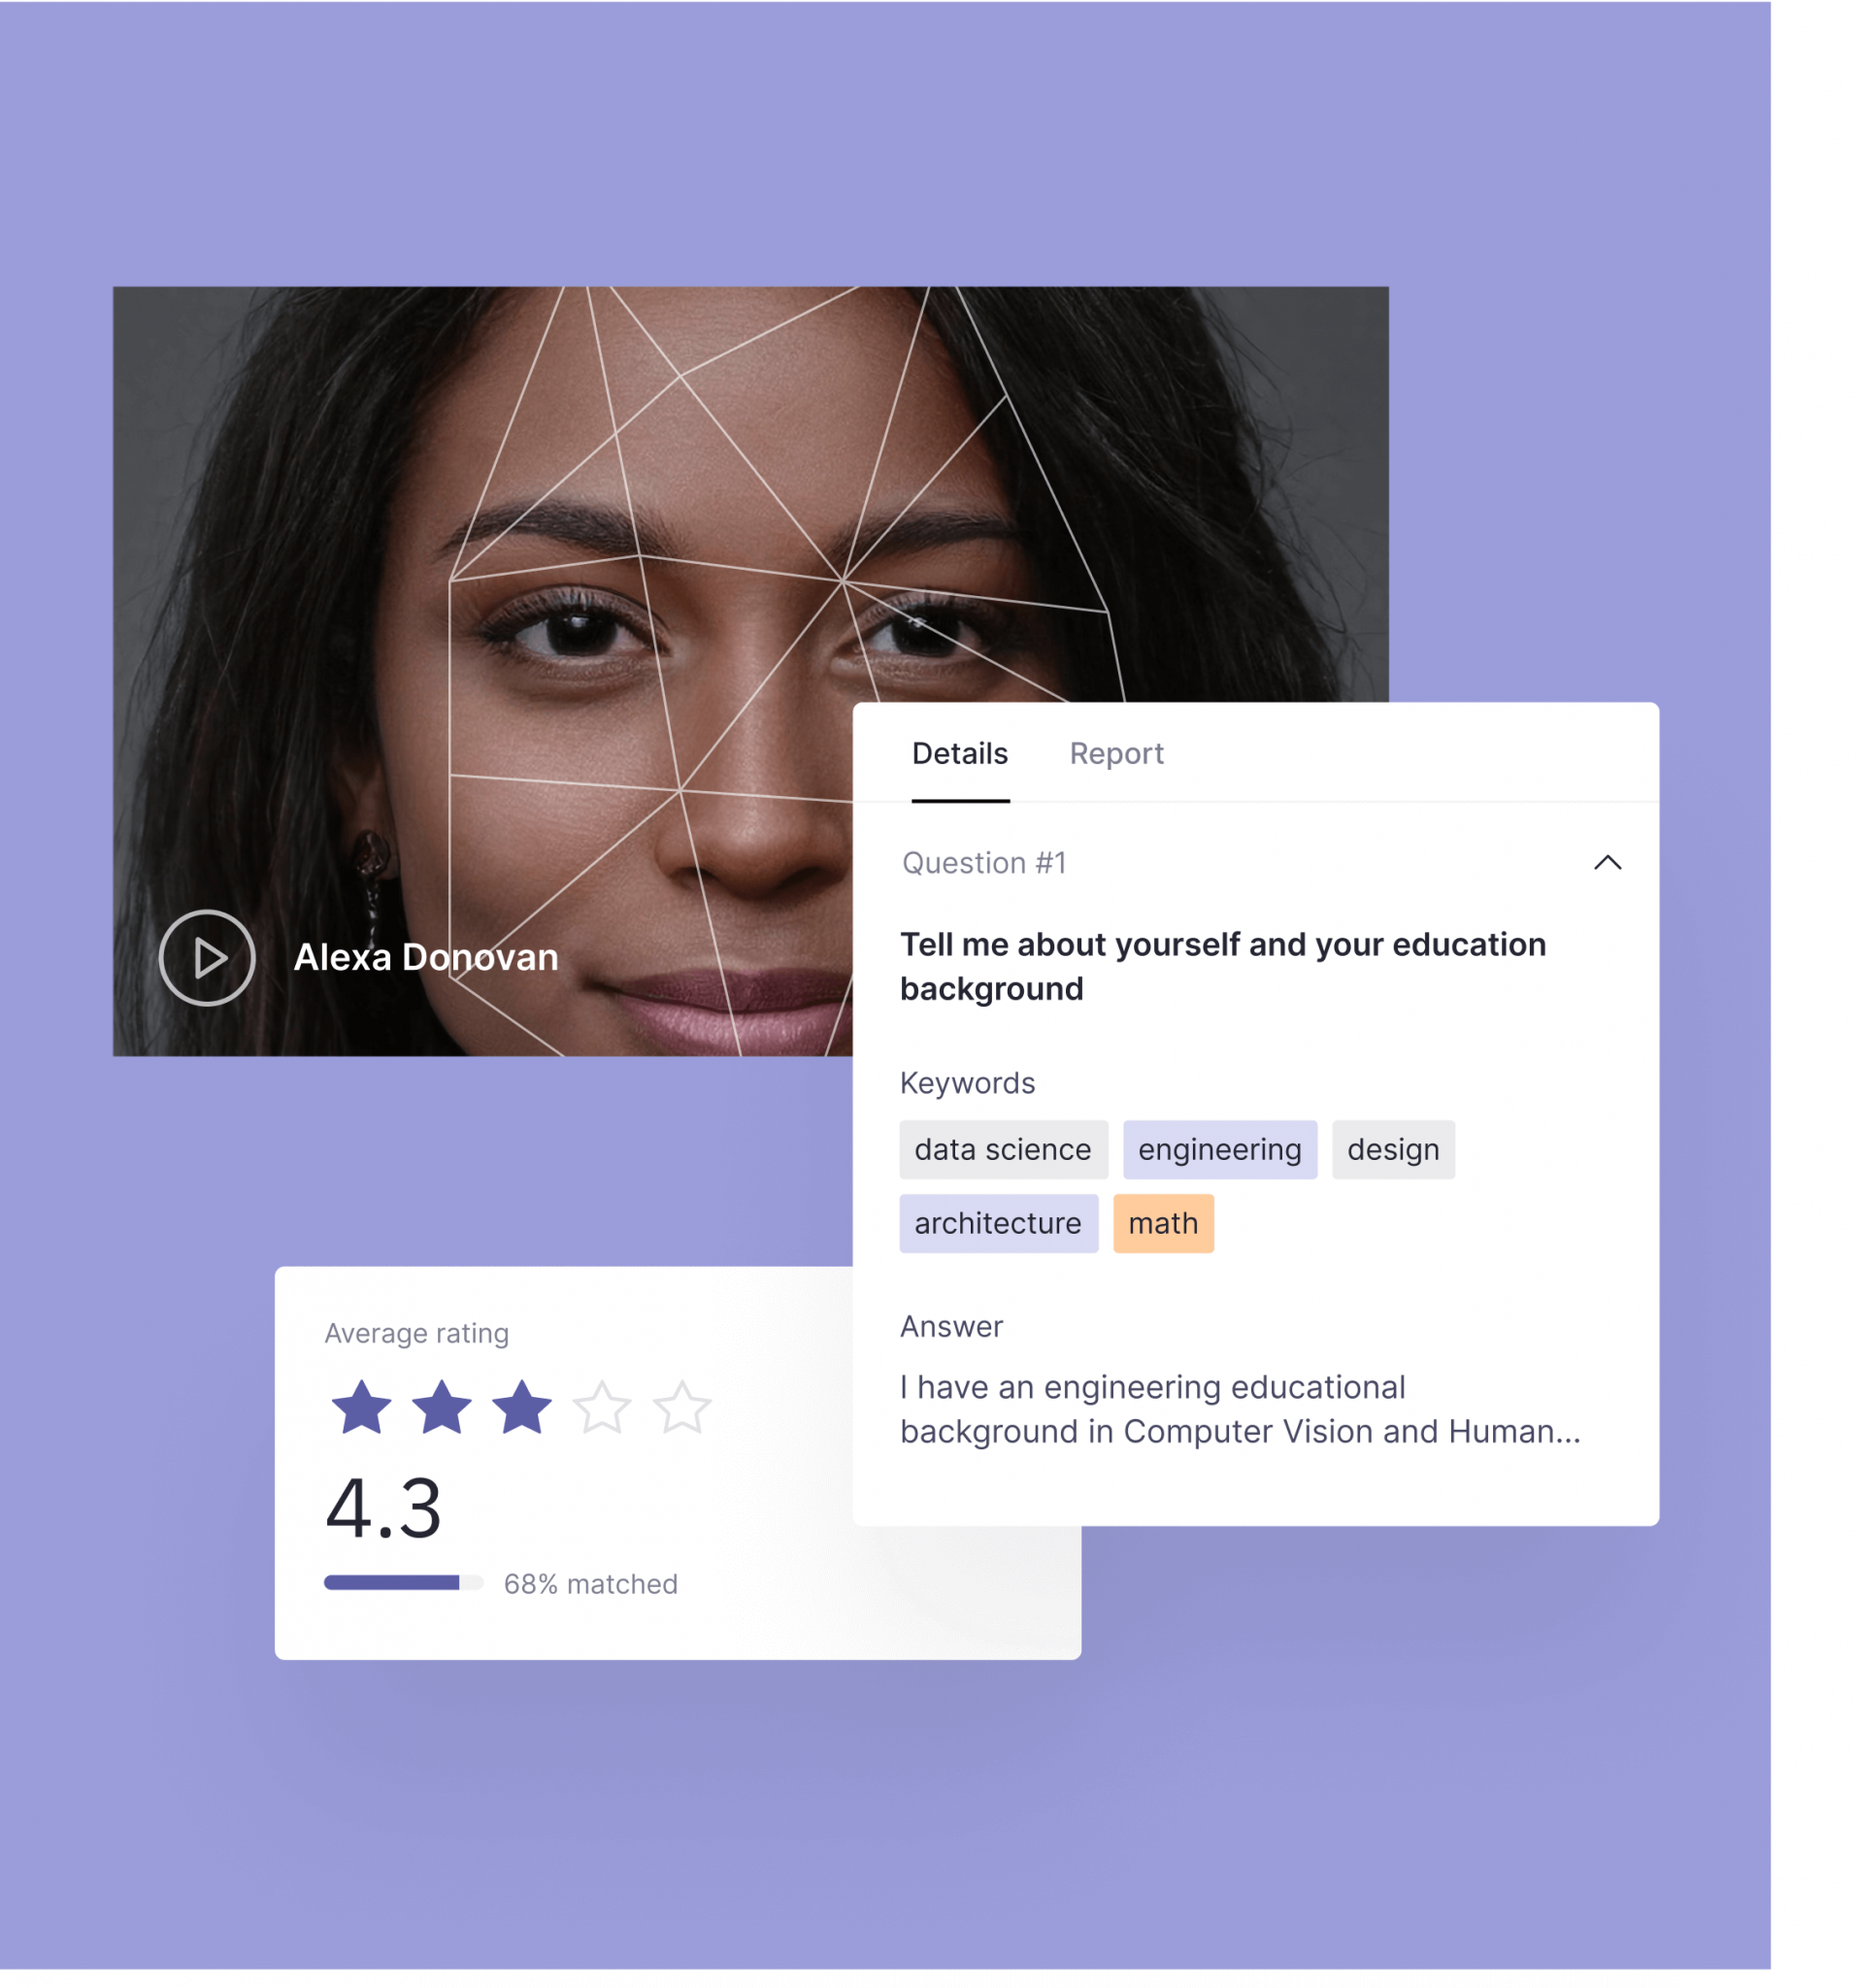 Alexa Donovan
Details
Report
Question #1
Tell me about yourself and your education
background
Keywords
data science
engineering
design
architecture
math
Answer
I have an engineering educational
background in Computer Vision and Human...
Average rating
4.3
68% matched